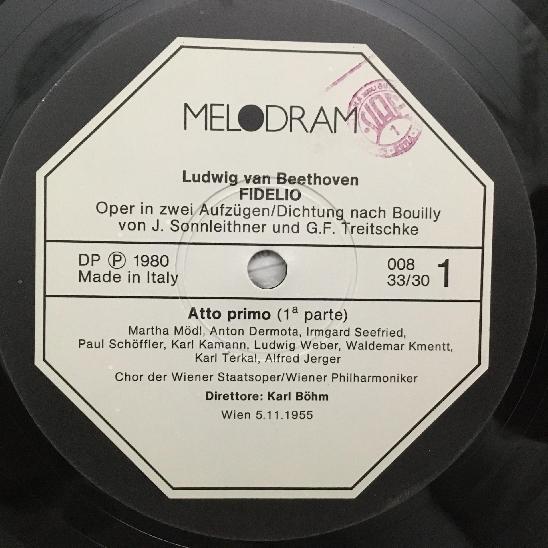 MELODRAM
Ludwig van Beethoven
FIDELIO
Oper in zwei Aufzügen/Dichtung nach Bouilly
von J. Sonnleithner und G.F. Treitschke
DP Ⓟ 1980
Made in Italy
008
33/30
1
Atto primo (1ª parte)
Martha Mödl, Anton Dermota, Irmgard Seefried,
Paul Schöffler, Karl Kamann, Ludwig Weber, Waldemar Kmentt,
Karl Terkal, Alfred Jerger
Chor der Wiener Staatsoper/Wiener Philharmoniker
Direttore: Karl Böhm
Wien 5.11.1955